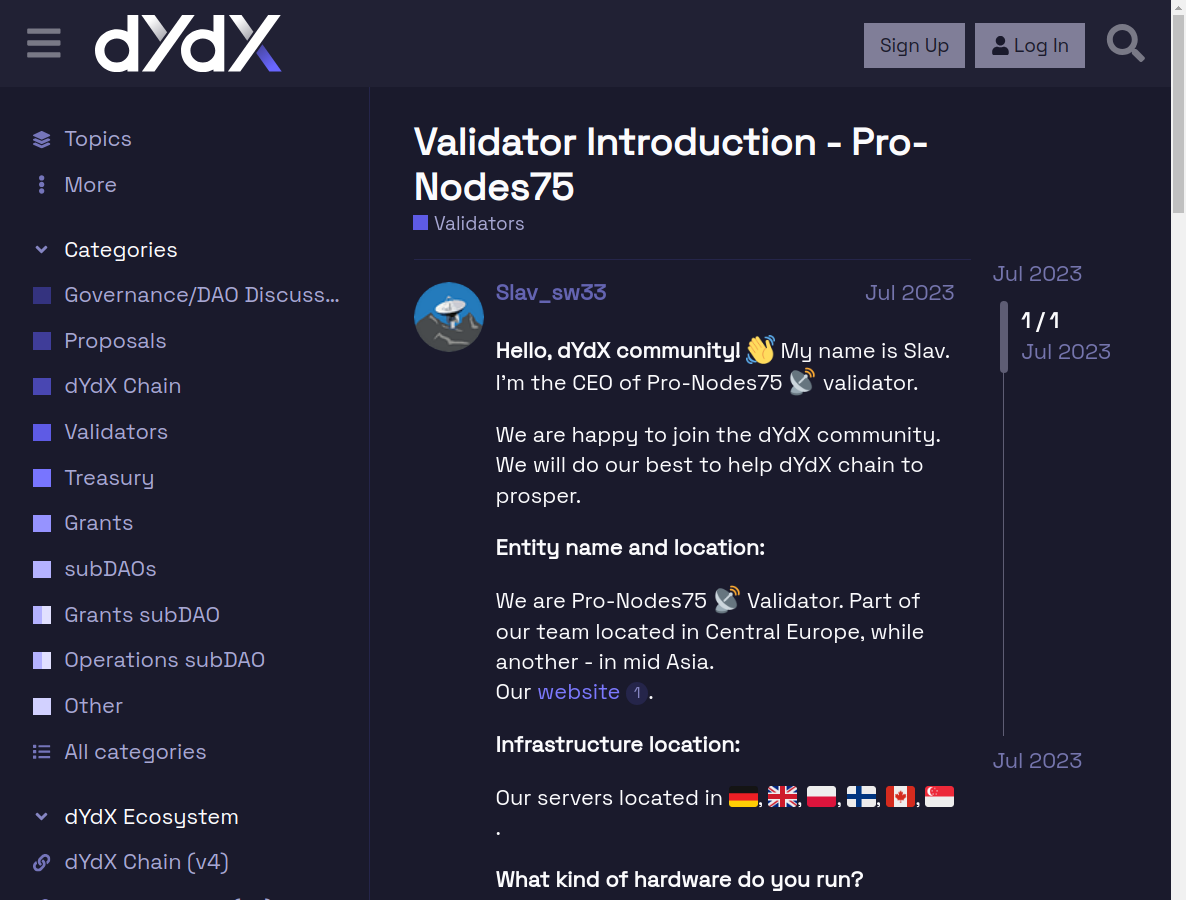 dYdX
Sign Up
Log In
Topics
More
Categories
Governance/DAO Discuss...
Proposals
dYdX Chain
Validators
Treasury
Grants
subDAOs
Grants subDAO
Operations subDAO
Other
All categories
dYdX Ecosystem
dYdX Chain (v4)
Validator Introduction - Pro-
Nodes75
Validators
Slav_sw33
Jul 2023
Hello, dYdX community! 👋 My name is Slav.
I'm the CEO of Pro-Nodes75 📡 validator.
We are happy to join the dYdX community.
We will do our best to help dYdX chain to
prosper.
Entity name and location:
We are Pro-Nodes75 📡 Validator. Part of
our team located in Central Europe, while
another - in mid Asia.
Our website 1.
Infrastructure location:
Our servers located in 🇩🇪, 🇬🇧, 🇵🇱, 🇫🇮, 🇨🇦, 🇸🇬
.
What kind of hardware do you run?
Jul 2023
1 / 1
Jul 2023
Jul 2023